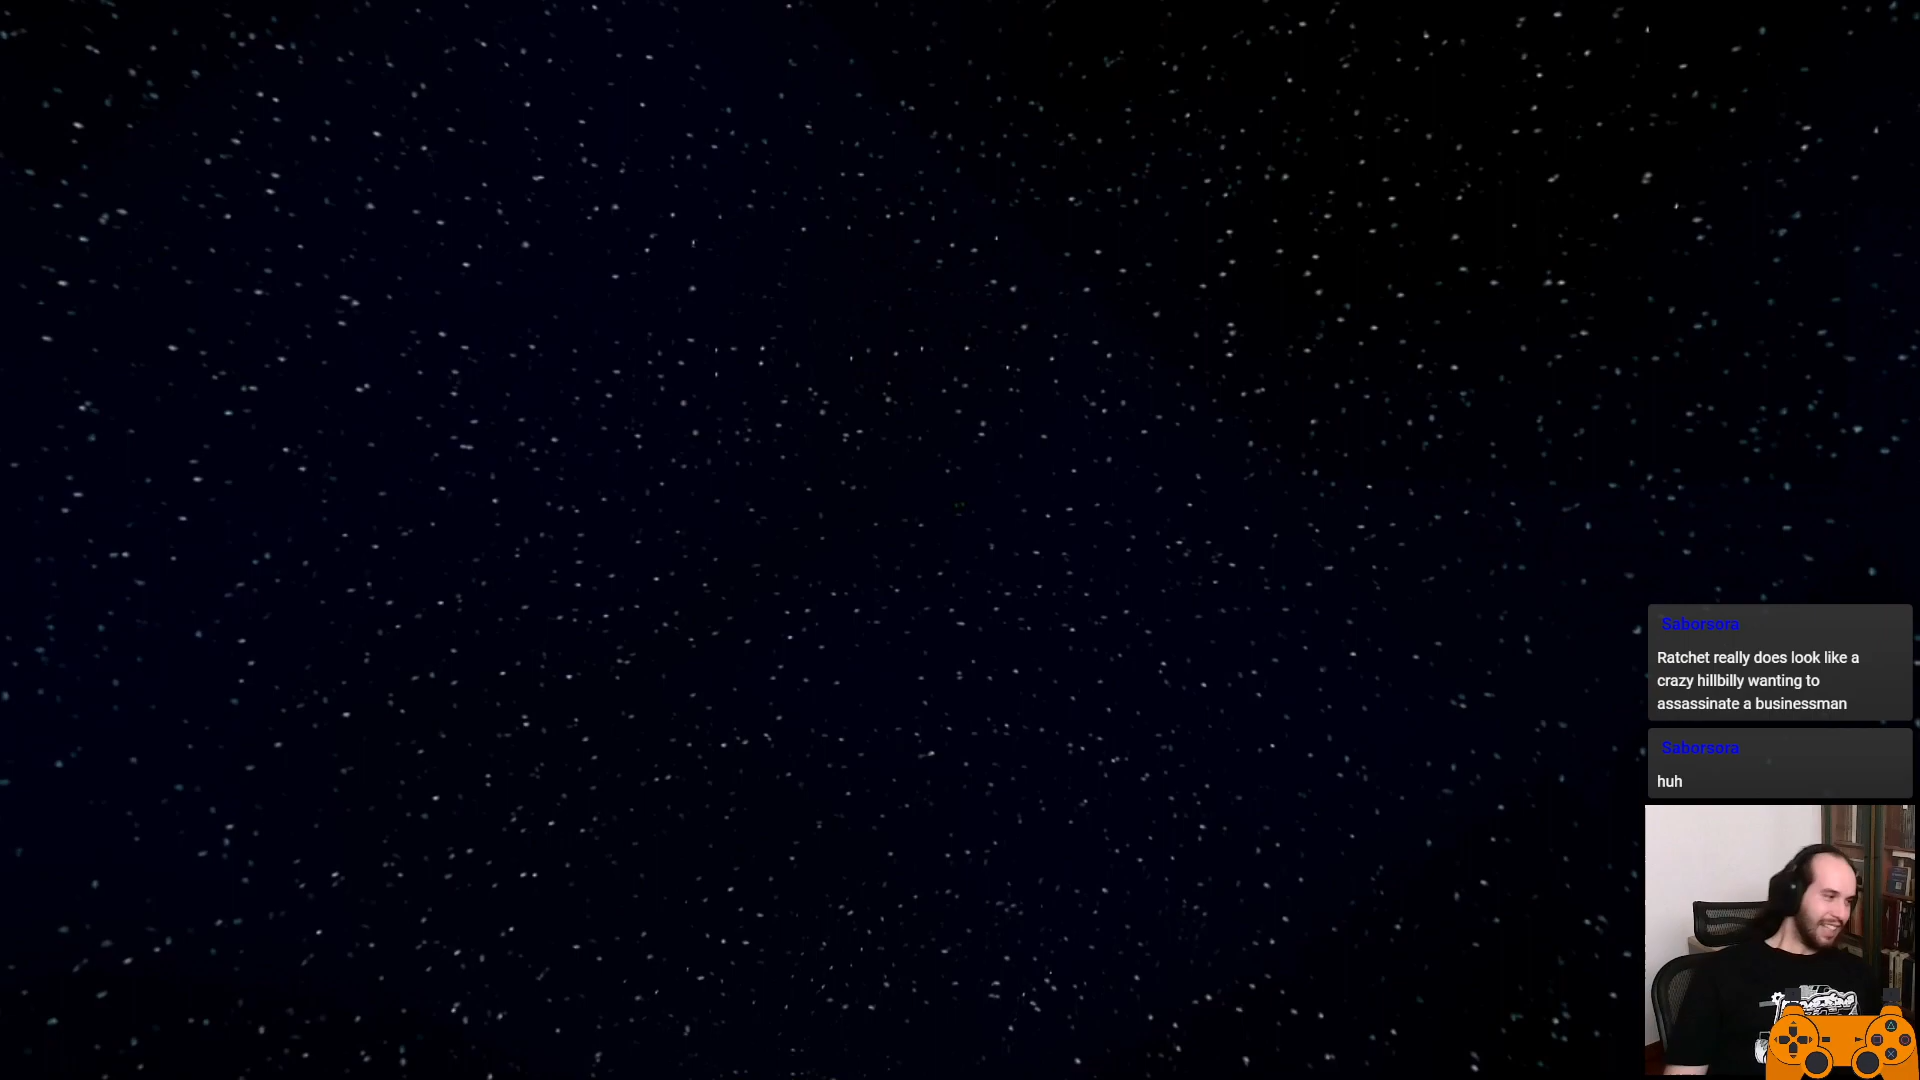 Saborsora
Ratchet really does look like a
crazy hillbilly wanting to
assassinate a businessman
Saborsora
huh